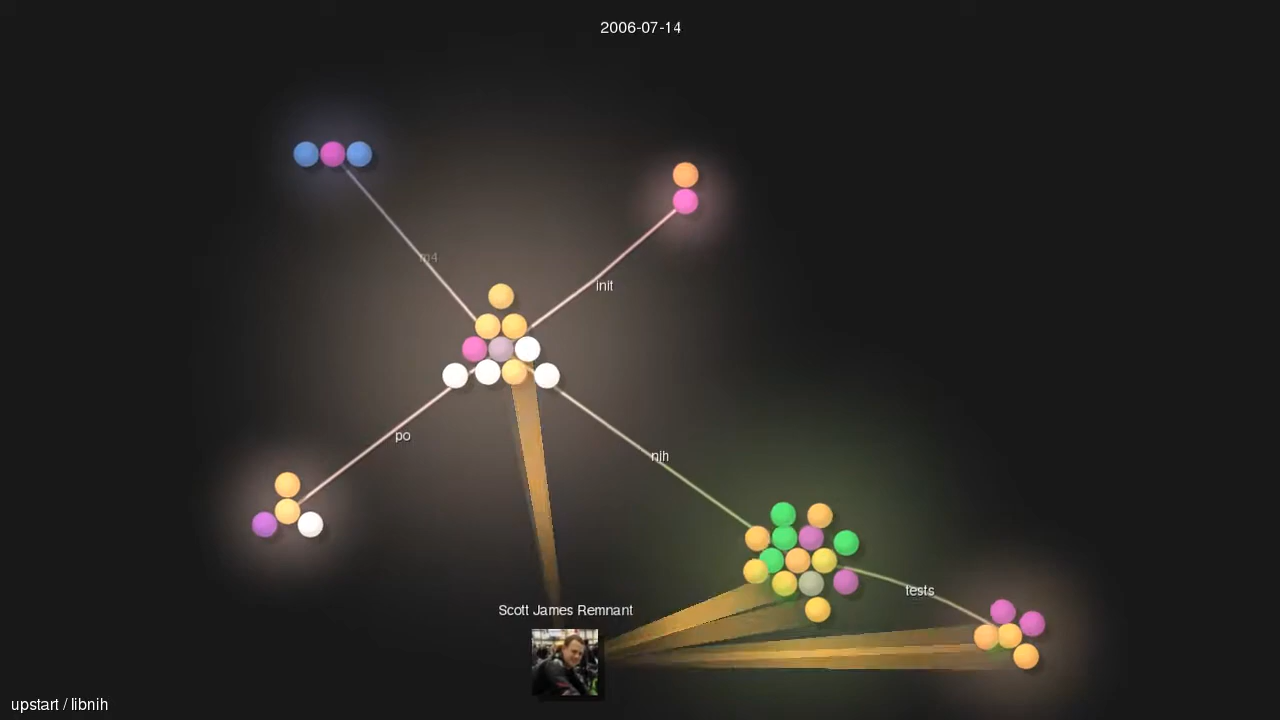 2006-07-14
m4
init
po
nih
tests
Scott James Remnant
upstart / libnih